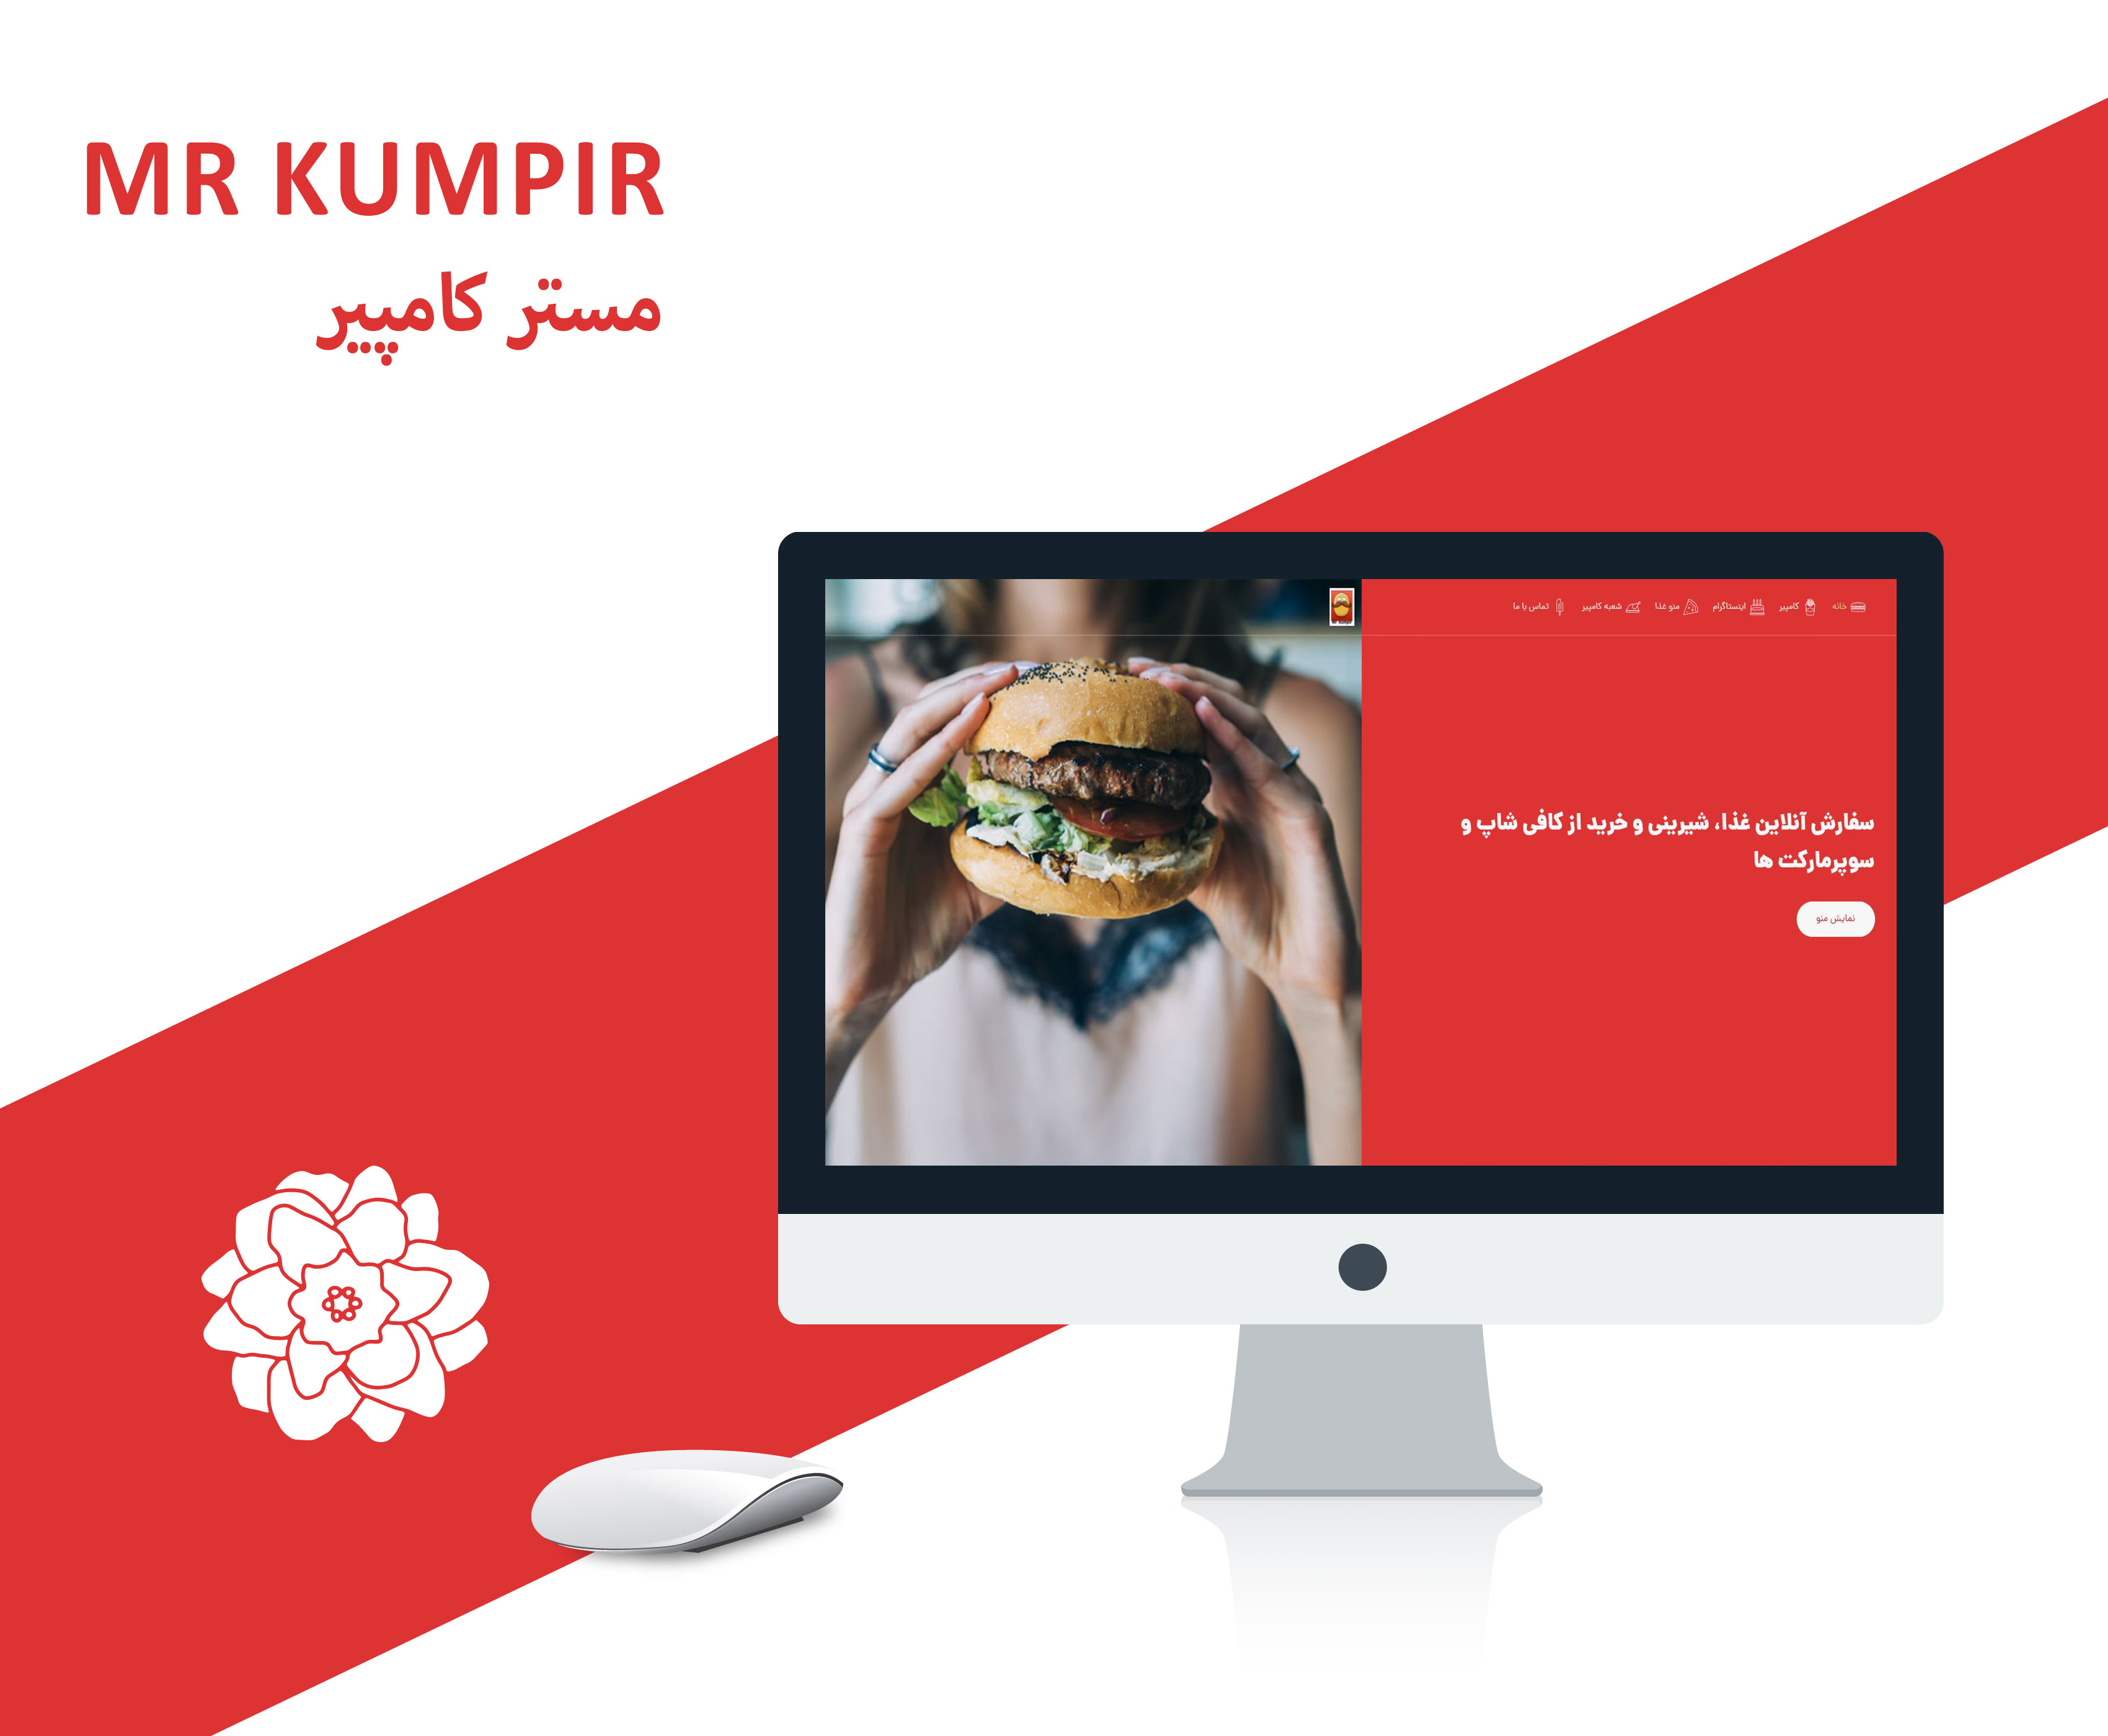 MR KUMPIR
مستر کامپیر
خانه
کامپیر
اینستاگرام
منو غذا
شعبه کامپیر
تماس با ما
سفارش آنلاین غذا، شیرینی و خرید از کافی شاپ و
سوپرمارکت ها
نمایش منو